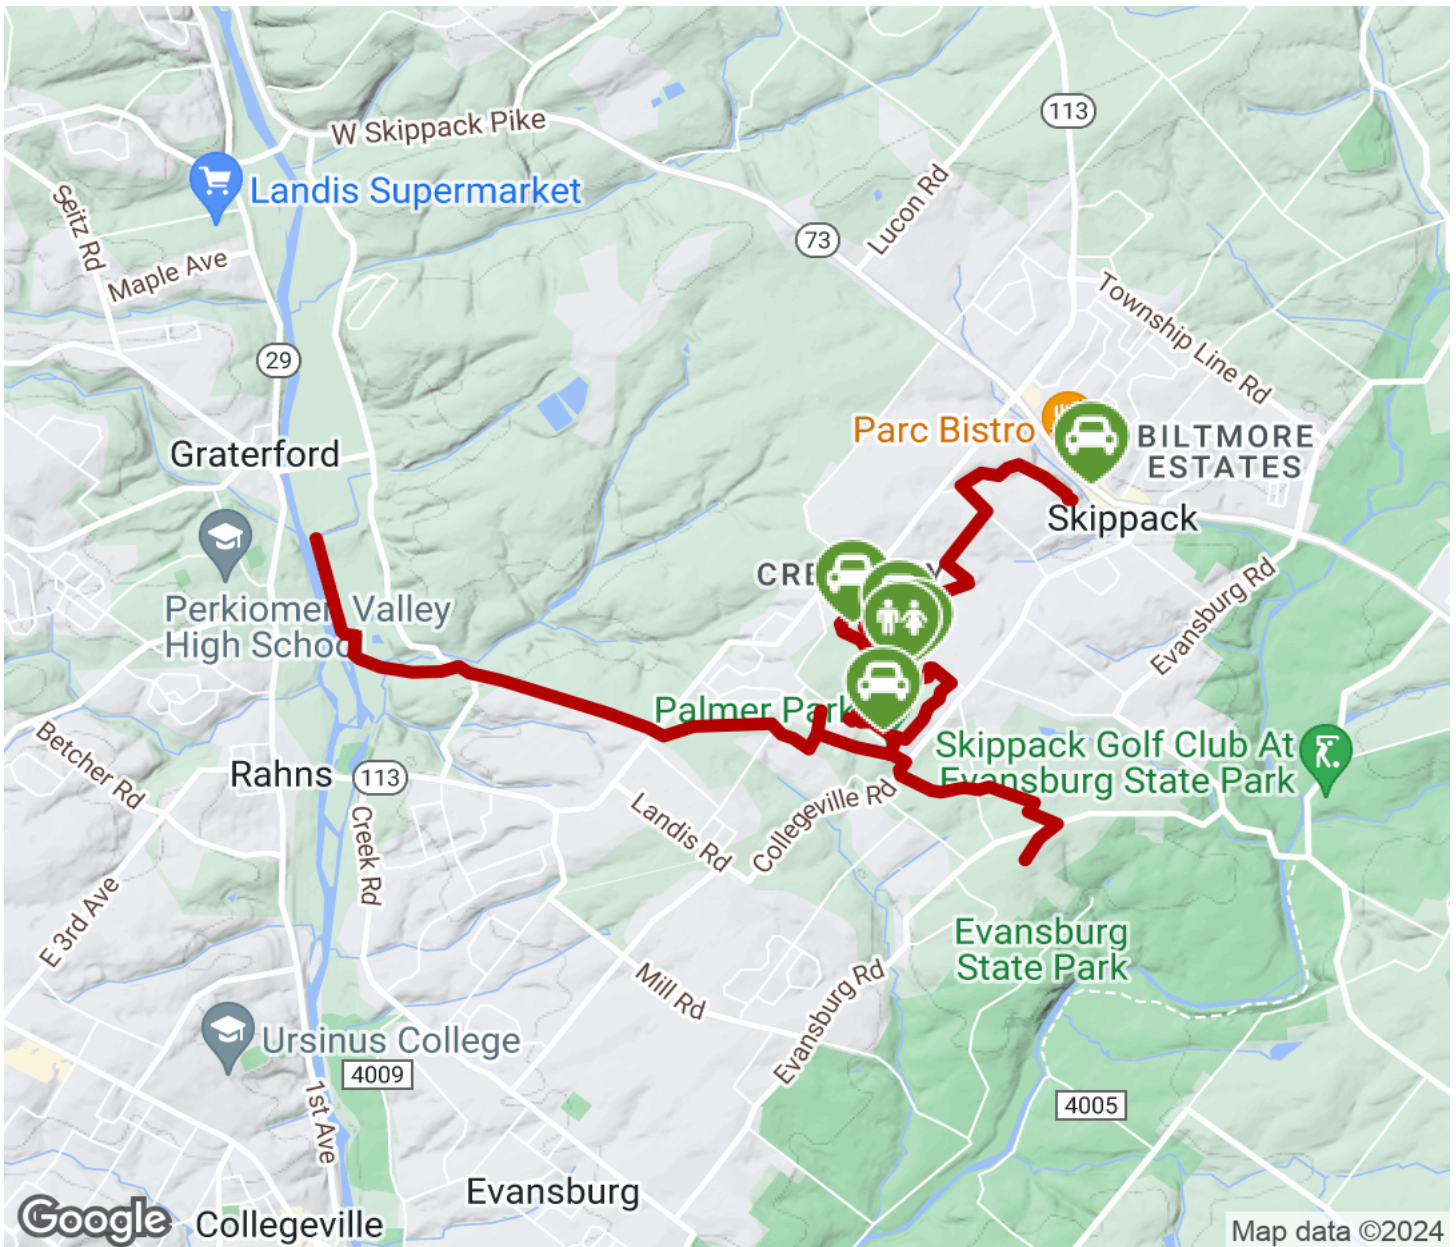 W Skippack Pike
113
Landis Supermarket
Seitz Rd
Lucon Rd
73
Maple Ave
Township Line Rd
29
Parc Bistro
BILTMORE
ESTATES
Graterford
Skippack
Perkiomen Valley
High School
Evansburg Rd
Palmer Park
Skippack Golf Club At
Evansburg State Park
Betcher Rd
Rahns
113
Creek Rd
Landis Rd
Collegeville Rd
E 3rd Ave
Evansburg
State Park
Mill Rd
Evansburg Rd
Ursinus College
4009
1st Ave
4005
Evansburg
Google
Collegeville
Map data ©2024